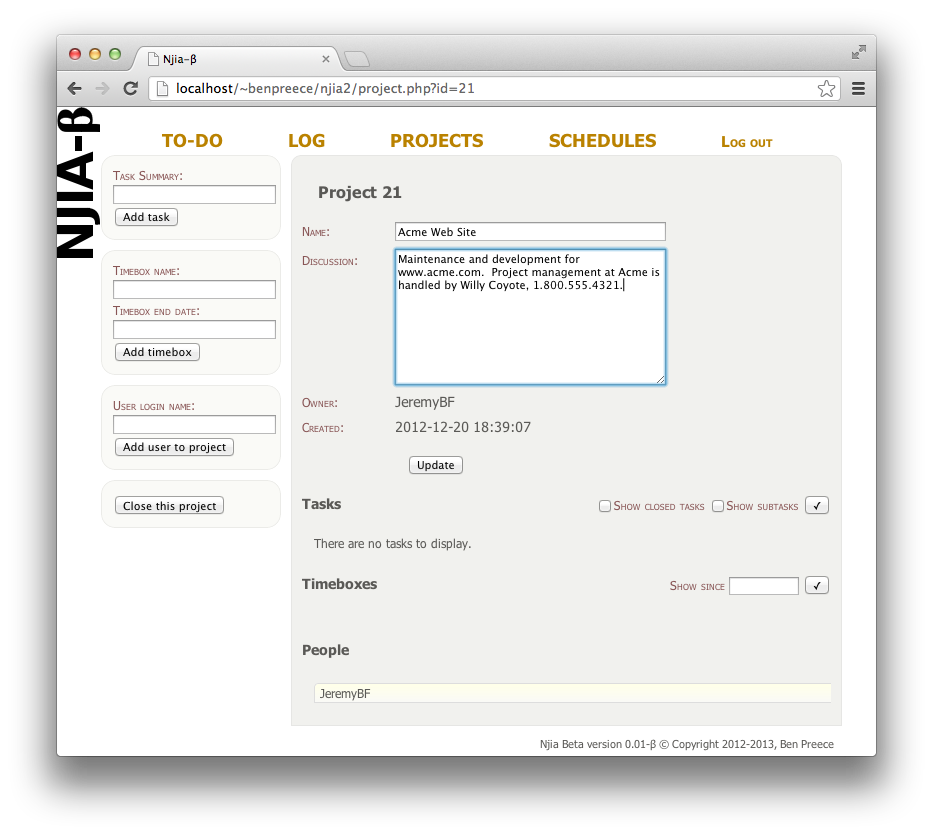 Njia-β
localhost/~benpreece/njia2/project.php?id=21
NJIA-β
TO-DO LOG PROJECTS SCHEDULES LOG OUT
TASK SUMMARY:
Add task
TIMEBOX NAME:
TIMEBOX END DATE:
Add timebox
USER LOGIN NAME:
Add user to project
Close this project
Project 21
NAME: Acme Web Site
DISCUSSION: Maintenance and development for
www.acme.com. Project management at Acme is
handled by Willy Coyote, 1.800.555.4321.
OWNER: JeremyBF
CREATED: 2012-12-20 18:39:07
Update
Tasks SHOW CLOSED TASKS SHOW SUBTASKS ✓
There are no tasks to display.
Timeboxes SHOW SINCE ✓
People
JeremyBF
Njia Beta version 0.01-β © Copyright 2012-2013, Ben Preece